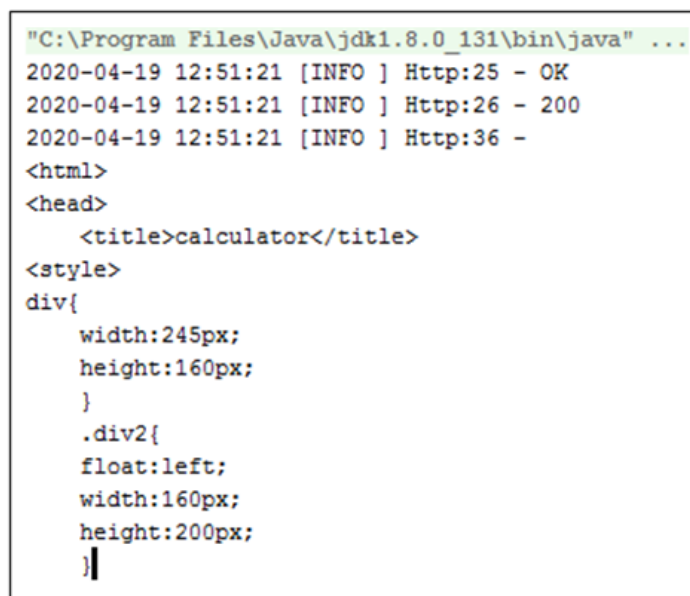 "C:\Program Files\Java\jdk1.8.0_131\bin\java" ...
2020-04-19 12:51:21 [INFO ] Http:25 - OK
2020-04-19 12:51:21 [INFO ] Http:26 - 200
2020-04-19 12:51:21 [INFO ] Http:36 -
<html>
<head>
    <title>calculator</title>
<style>
div{
    width:245px;
    height:160px;
    }
    .div2{
    float:left;
    width:160px;
    height:200px;
    }